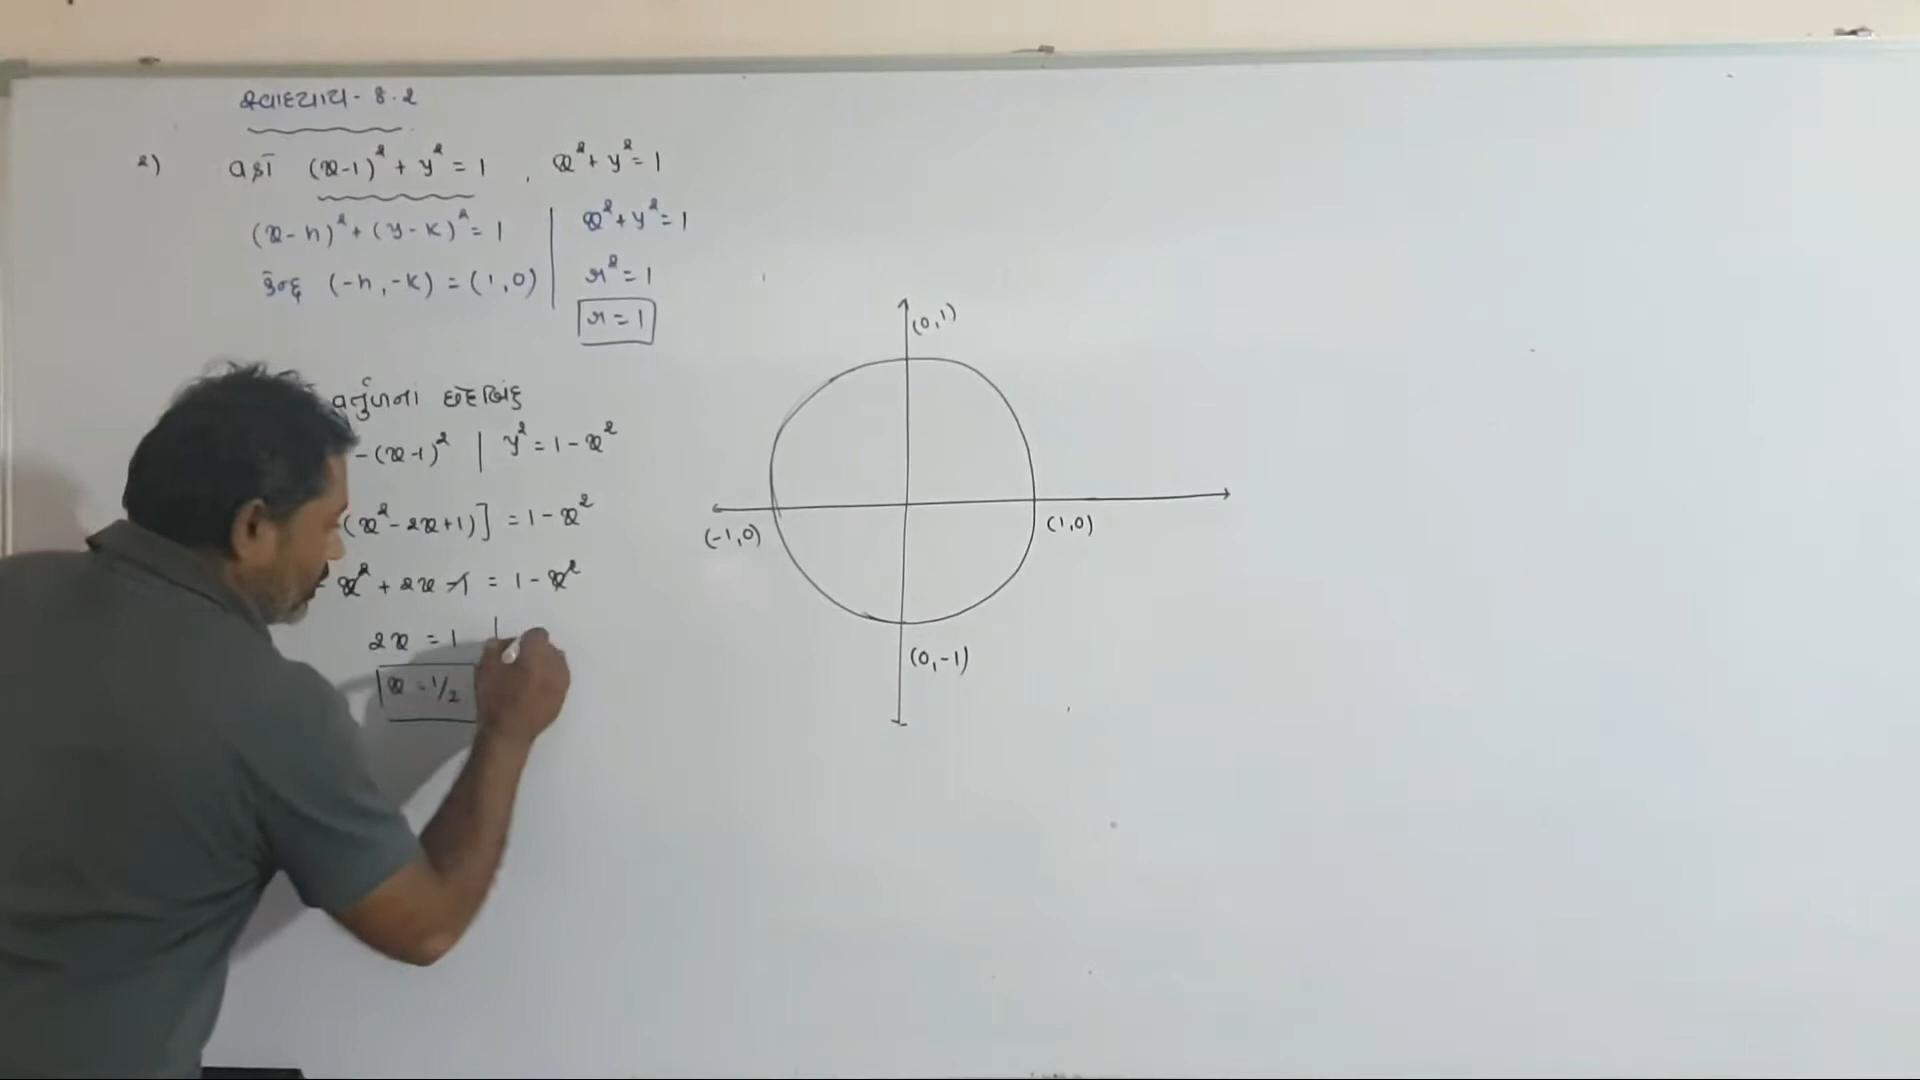 સ્વાધ્યાય - 8.2
2) વક્રો (x-1)² + y² = 1 , x² + y² = 1
(x-h)² + (y-k)² = 1 | x² + y² = 1
કેન્દ્ર (-h, -k) = (1,0) | r² = 1
r = 1
વર્તુળના છેદબિંદુ
-(x-1)² | y² = 1 - x²
(x² - 2x + 1)] = 1 - x²
x² + 2x - 1 = 1 - x²
2x = 1
x = 1/2
(0,1)
(-1,0)
(1,0)
(0,-1)